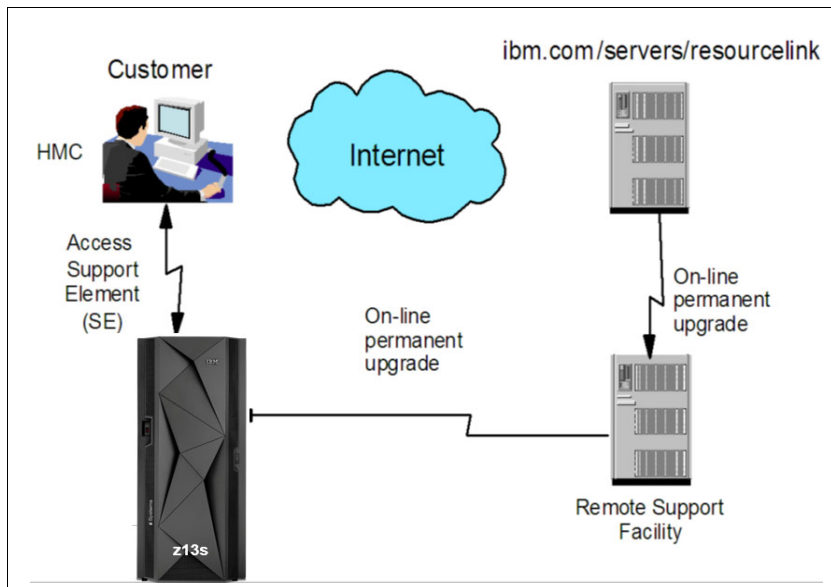 Customer
ibm.com/servers/resourcelink
HMC
Internet
Access
Support
Element
(SE)
On-line
permanent
upgrade
On-line
permanent
upgrade
IBM
z13s
Remote Support
Facility